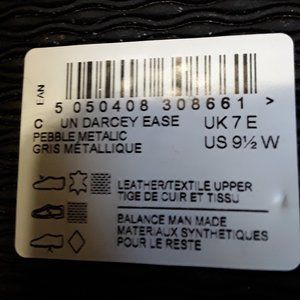 EAN
5 050408 308661 >
C UN DARCEY EASE UK 7 E
PEBBLE METALIC US 9½ W
GRIS MÉTALLIQUE
LEATHER/TEXTILE UPPER
TIGE DE CUIR ET TISSU
BALANCE MAN MADE
MATERIAUX SYNTHETIQUES
POUR LE RESTE